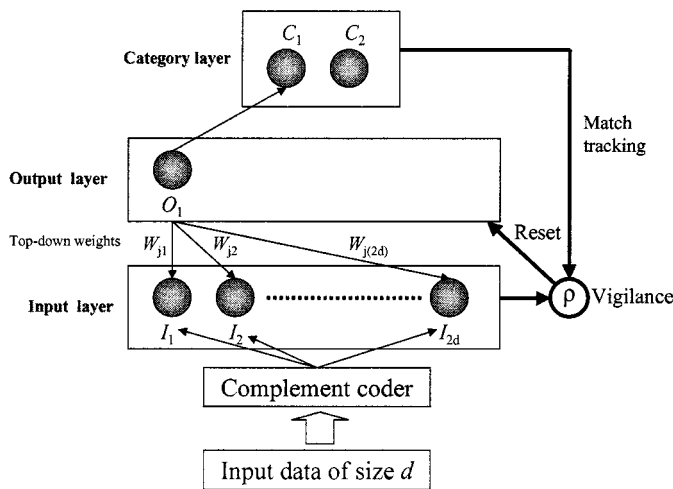 C1 C2
Category layer
Match
tracking
Output layer
O1
Reset
Top-down weights Wj1 Wj2 Wj(2d)
Input layer
ρ Vigilance
I1 I2 I2d
Complement coder
Input data of size d